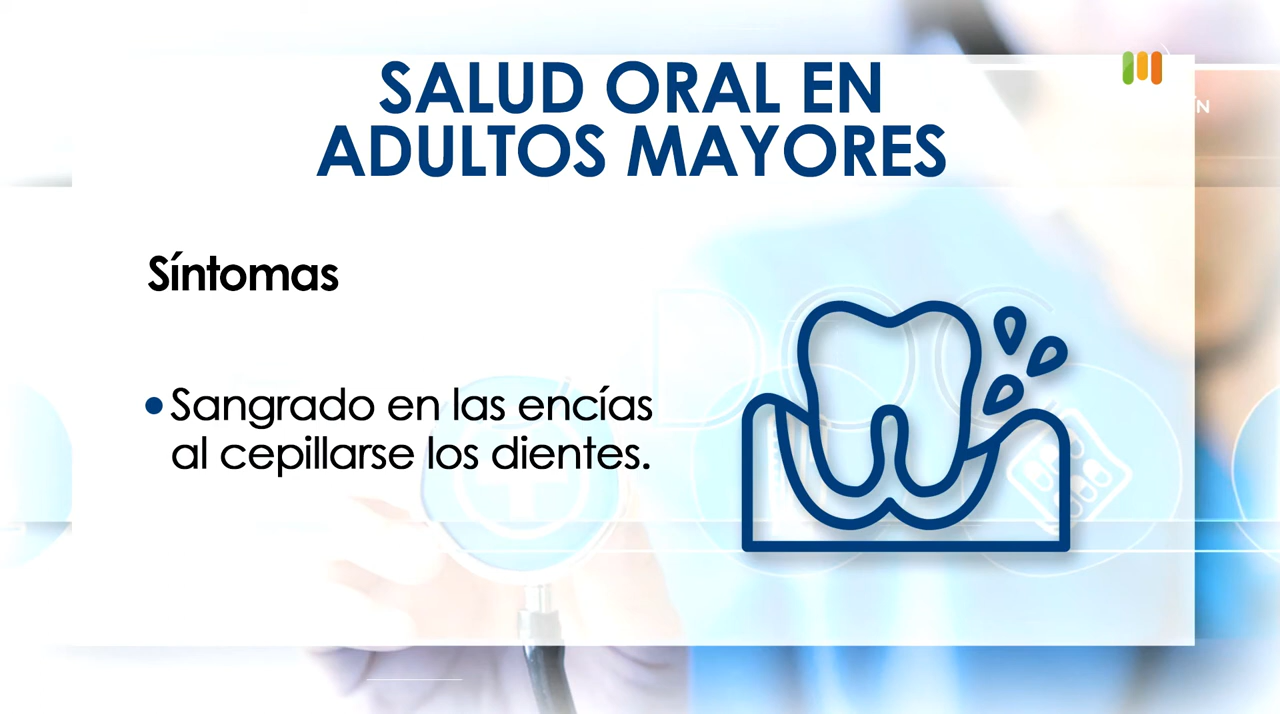 SALUD ORAL EN
ADULTOS MAYORES
Síntomas
•Sangrado en las encías
al cepillarse los dientes.